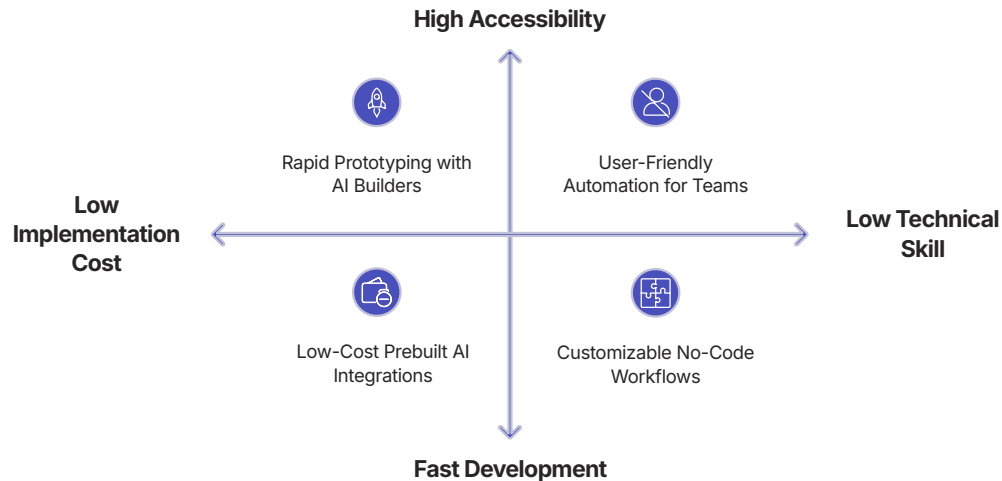 High Accessibility
Rapid Prototyping with
AI Builders
User-Friendly
Automation for Teams
Low
Implementation
Cost
Low Technical
Skill
Low-Cost Prebuilt AI
Integrations
Customizable No-Code
Workflows
Fast Development